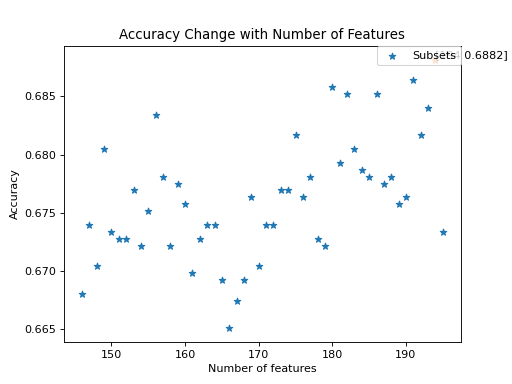 Accuracy Change with Number of Features
Subsets
0.6882]
0.685
0.680
0.675
0.670
0.665
Accuracy
150
160
170
180
190
Number of features